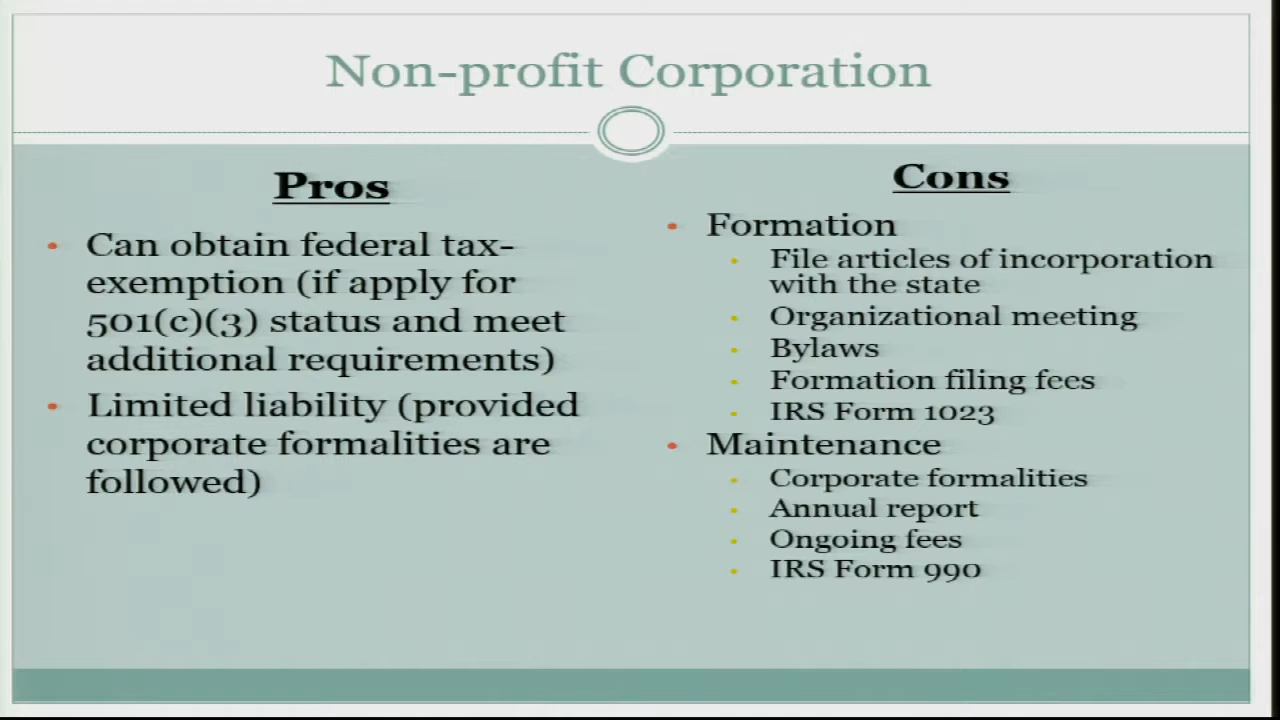 Non-profit Corporation
Pros
Can obtain federal tax-
exemption (if apply for
501(c)(3) status and meet
additional requirements)
Limited liability (provided
corporate formalities are
followed)
Cons
Formation
File articles of incorporation
with the state
Organizational meeting
Bylaws
Formation filing fees
IRS Form 1023
Maintenance
Corporate formalities
Annual report
Ongoing fees
IRS Form 990